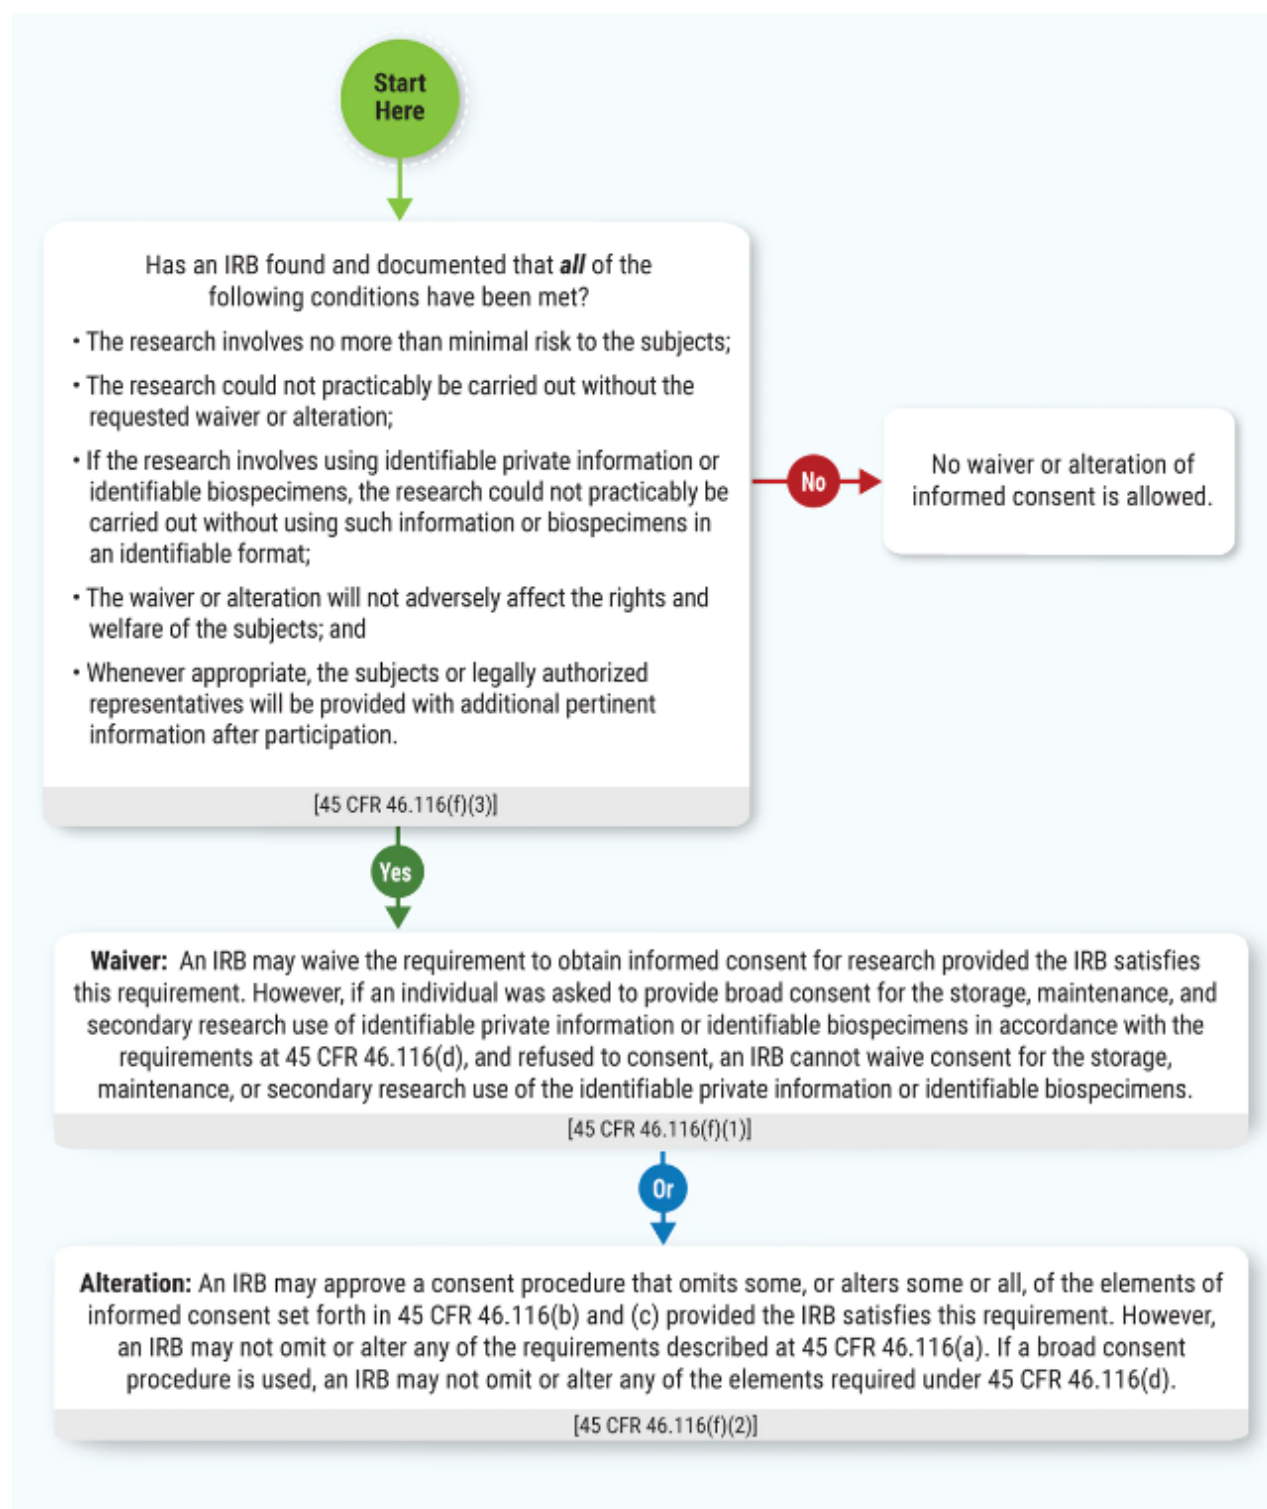 Start
Here
Has an IRB found and documented that all of the
following conditions have been met?
• The research involves no more than minimal risk to the subjects;
• The research could not practicably be carried out without the
requested waiver or alteration;
• If the research involves using identifiable private information or
identifiable biospecimens, the research could not practicably be
carried out without using such information or biospecimens in
an identifiable format;
• The waiver or alteration will not adversely affect the rights and
welfare of the subjects; and
• Whenever appropriate, the subjects or legally authorized
representatives will be provided with additional pertinent
information after participation.
[45 CFR 46.116(f)(3)]
No
No waiver or alteration of
informed consent is allowed.
Yes
Waiver: An IRB may waive the requirement to obtain informed consent for research provided the IRB satisfies
this requirement. However, if an individual was asked to provide broad consent for the storage, maintenance, and
secondary research use of identifiable private information or identifiable biospecimens in accordance with the
requirements at 45 CFR 46.116(d), and refused to consent, an IRB cannot waive consent for the storage,
maintenance, or secondary research use of the identifiable private information or identifiable biospecimens.
[45 CFR 46.116(f)(1)]
Or
Alteration: An IRB may approve a consent procedure that omits some, or alters some or all, of the elements of
informed consent set forth in 45 CFR 46.116(b) and (c) provided the IRB satisfies this requirement. However,
an IRB may not omit or alter any of the requirements described at 45 CFR 46.116(a). If a broad consent
procedure is used, an IRB may not omit or alter any of the elements required under 45 CFR 46.116(d).
[45 CFR 46.116(f)(2)]